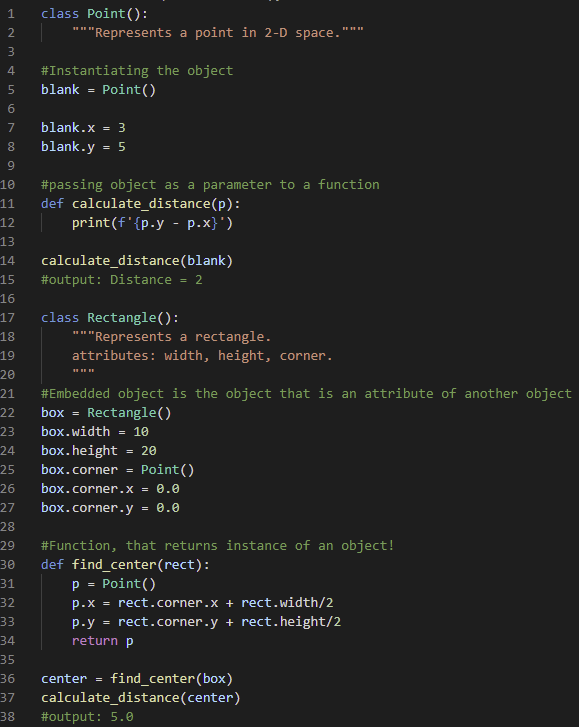 1 class Point():
2 """Represents a point in 2-D space."""
3
4 #Instantiating the object
5 blank = Point()
6
7 blank.x = 3
8 blank.y = 5
9
10 #passing object as a parameter to a function
11 def calculate_distance(p):
12 print(f'{p.y - p.x}')
13
14 calculate_distance(blank)
15 #output: Distance = 2
16
17 class Rectangle():
18 """Represents a rectangle.
19 attributes: width, height, corner.
20 """
21 #Embedded object is the object that is an attribute of another object
22 box = Rectangle()
23 box.width = 10
24 box.height = 20
25 box.corner = Point()
26 box.corner.x = 0.0
27 box.corner.y = 0.0
28
29 #Function, that returns instance of an object!
30 def find_center(rect):
31 p = Point()
32 p.x = rect.corner.x + rect.width/2
33 p.y = rect.corner.y + rect.height/2
34 return p
35
36 center = find_center(box)
37 calculate_distance(center)
38 #output: 5.0